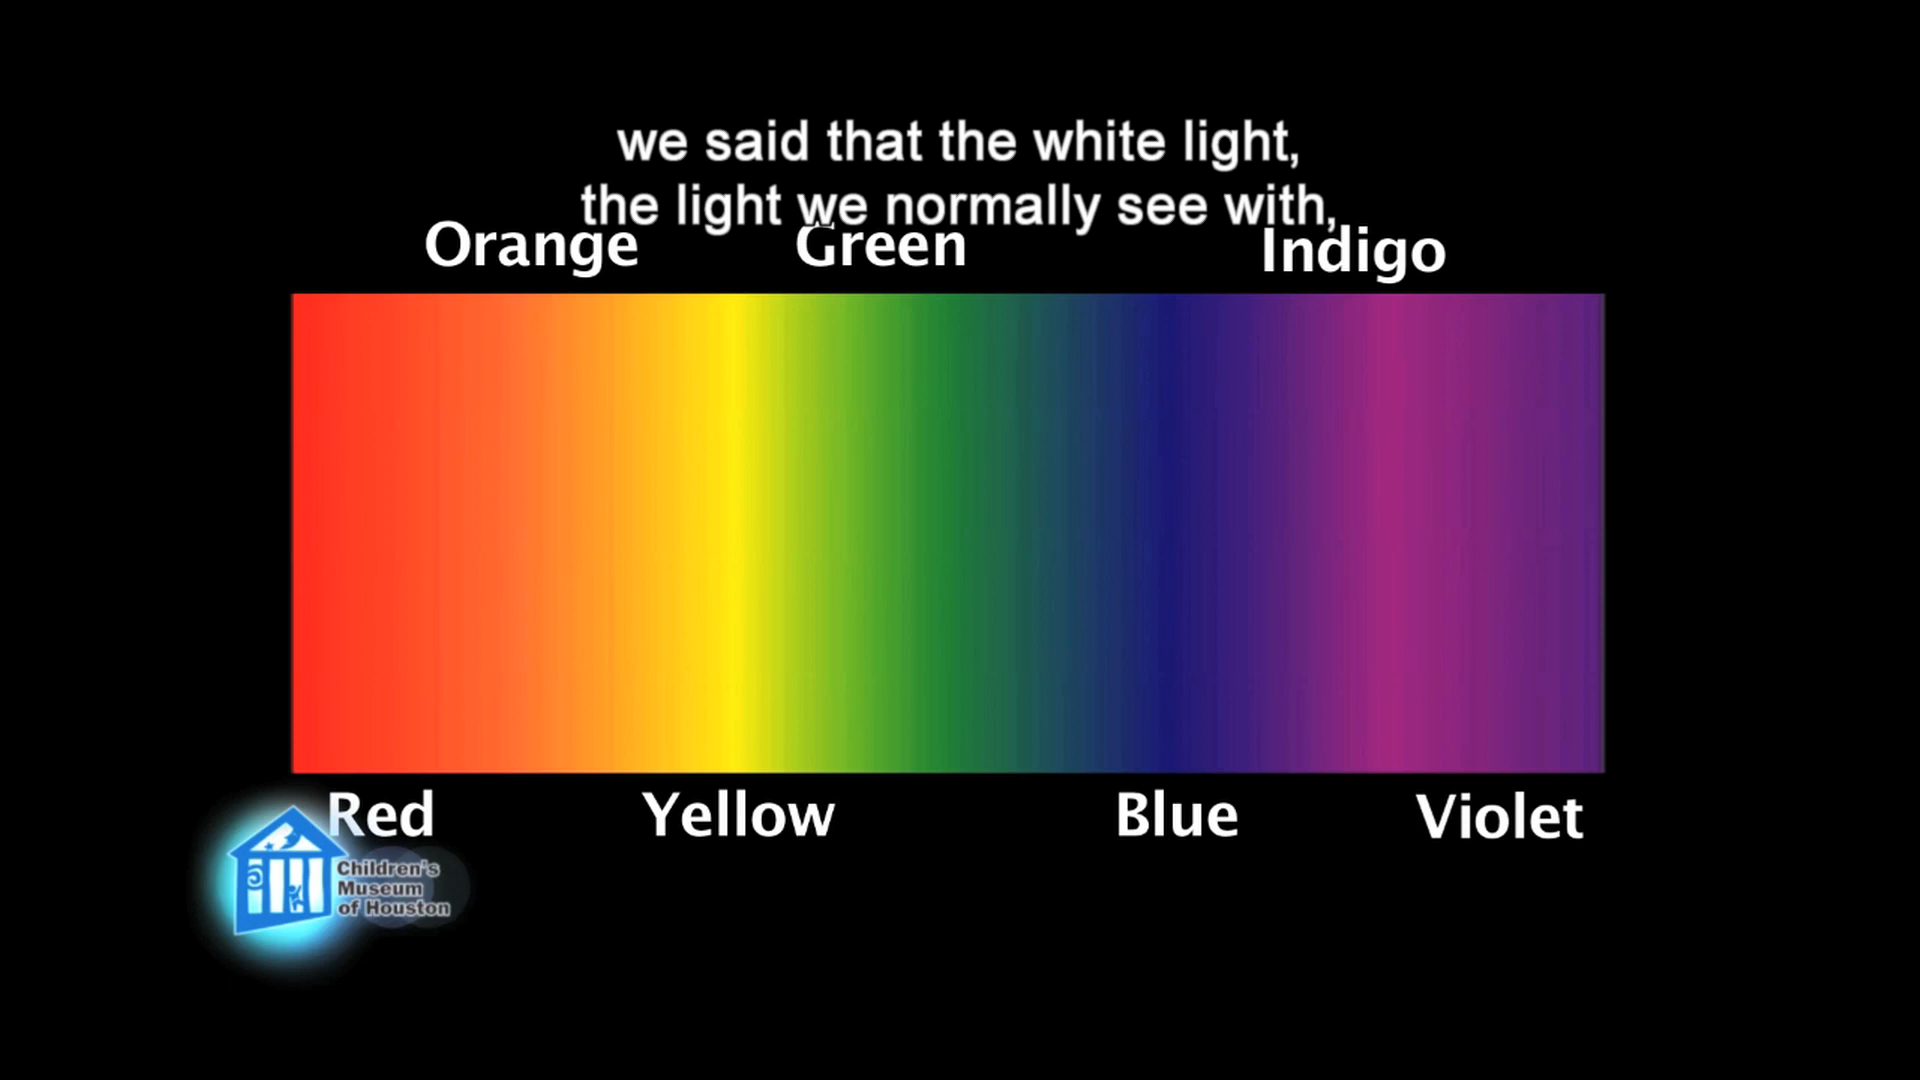 we said that the white light,
the light we normally see with,
Orange Green Indigo
Red Yellow Blue Violet
Children's
Museum
of Houston